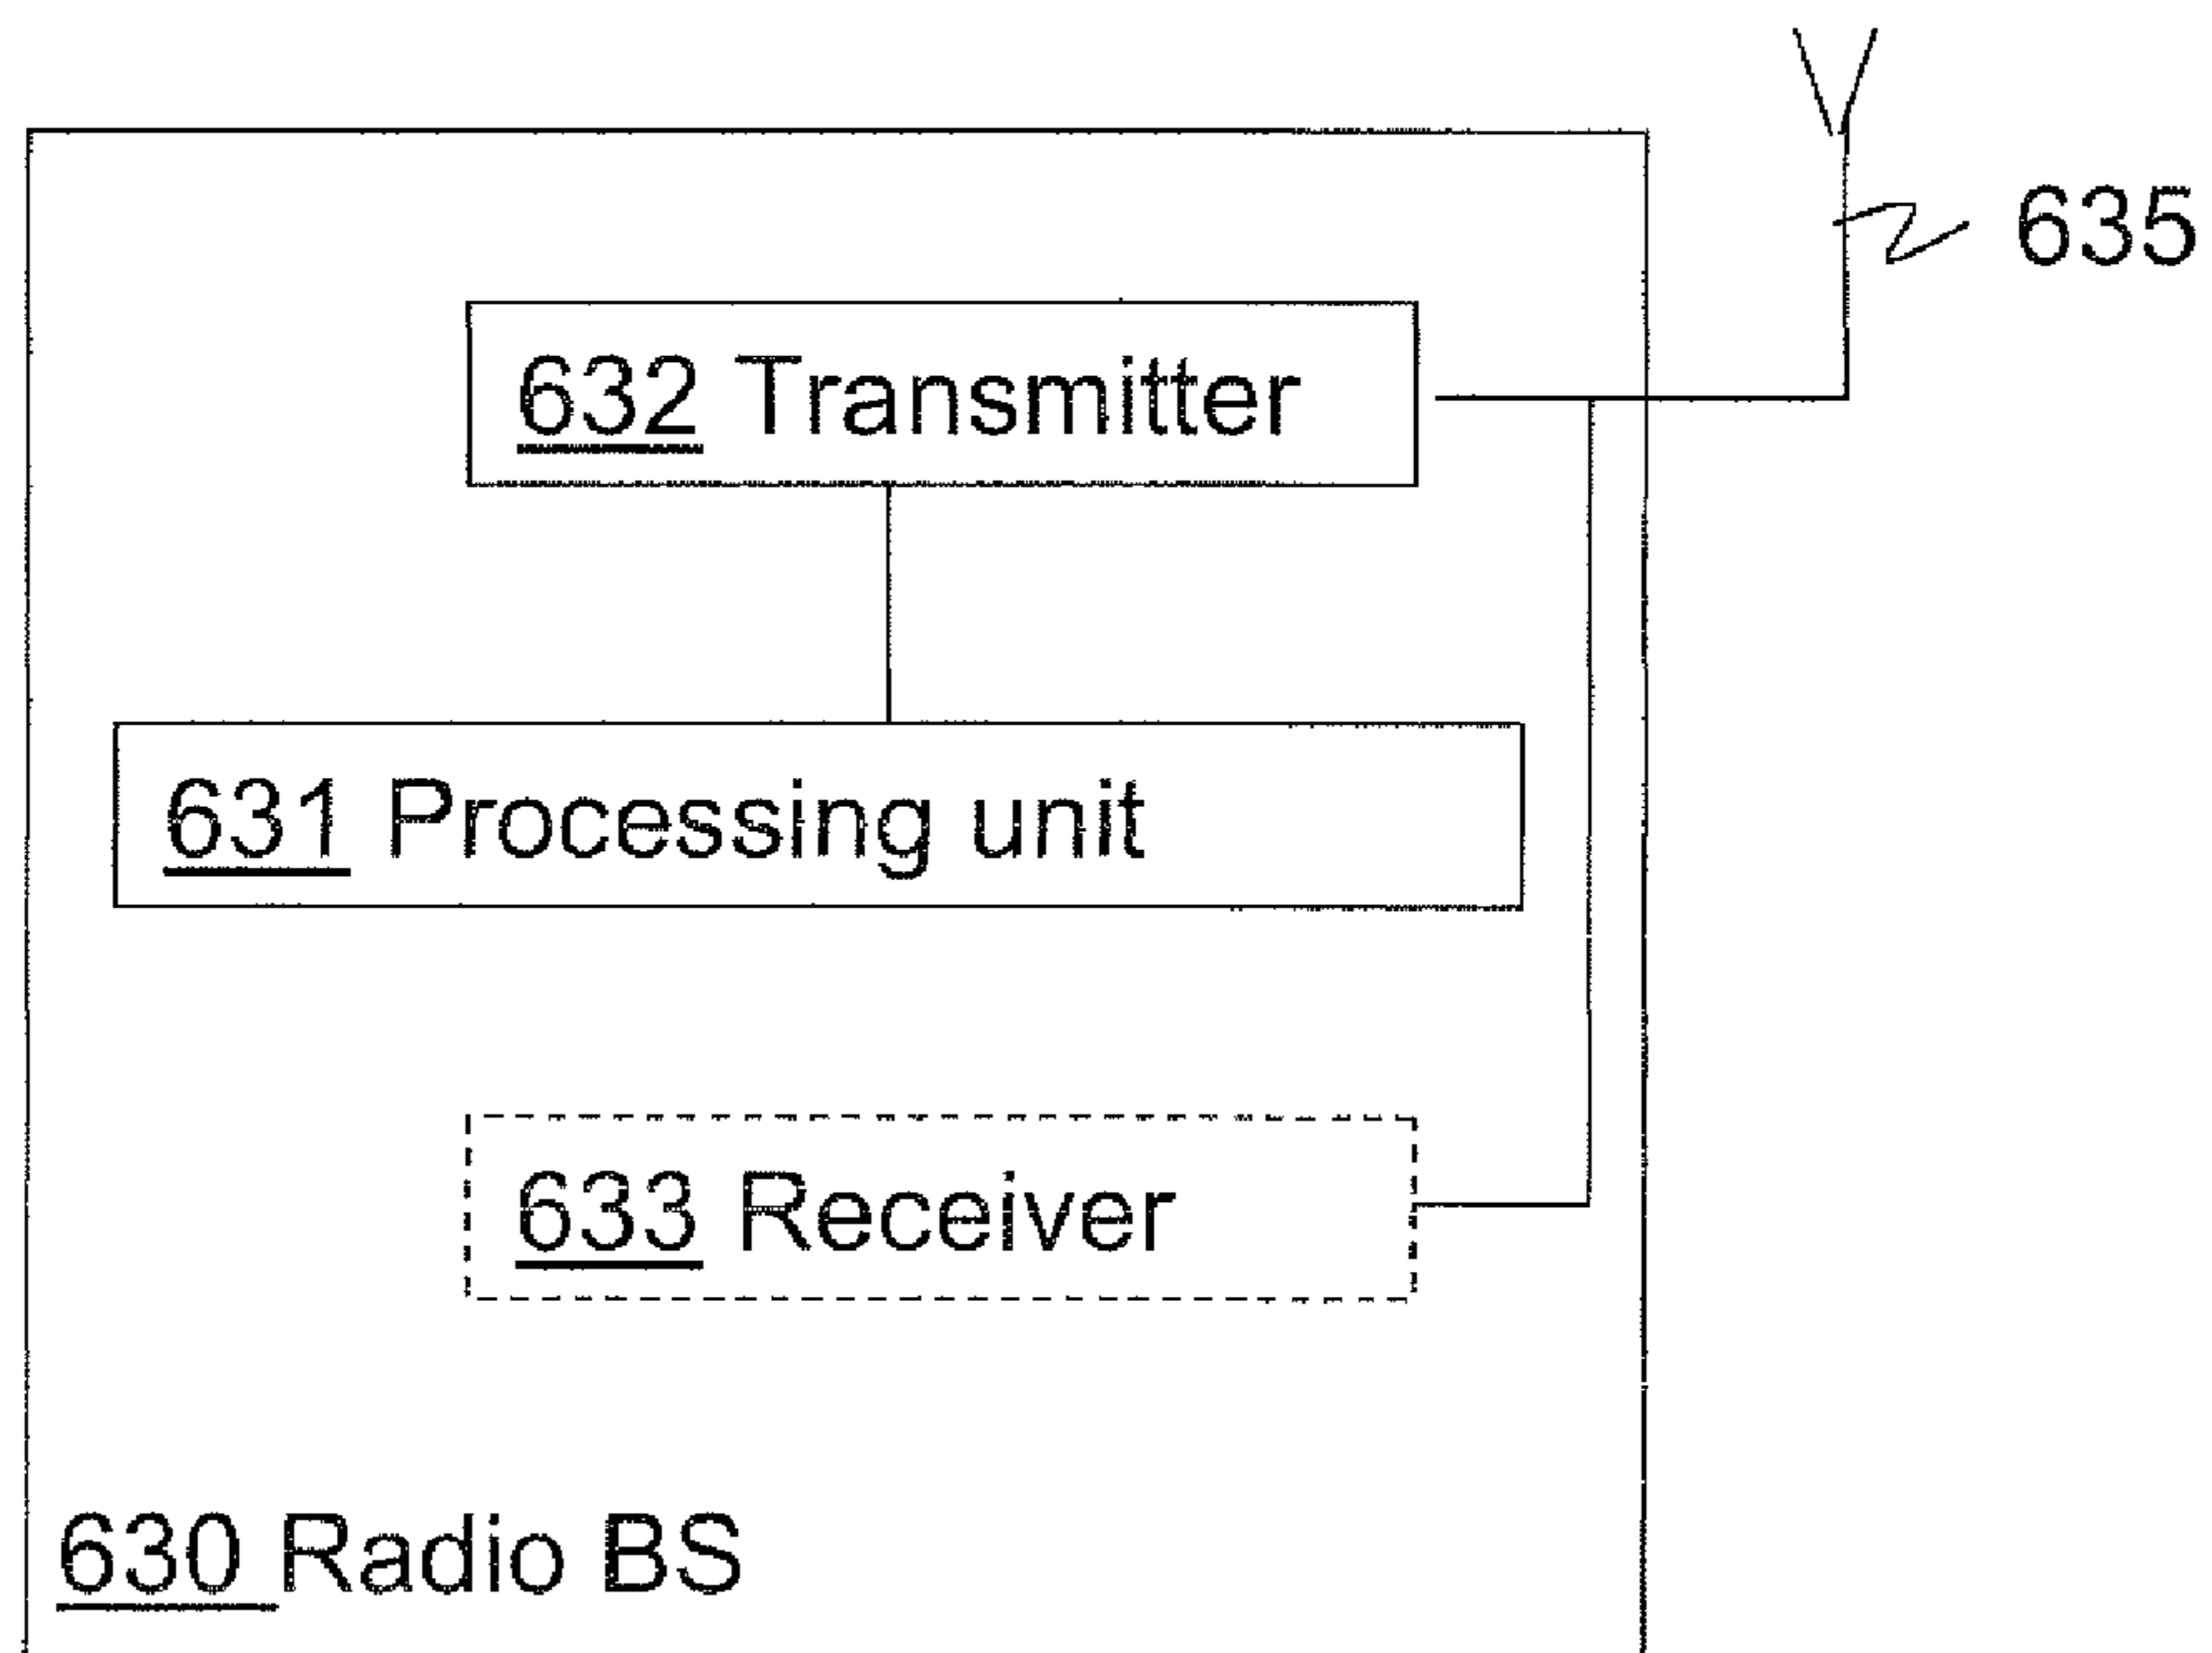 635
632 Transmitter
631 Processing unit
633 Receiver
630 Radio BS